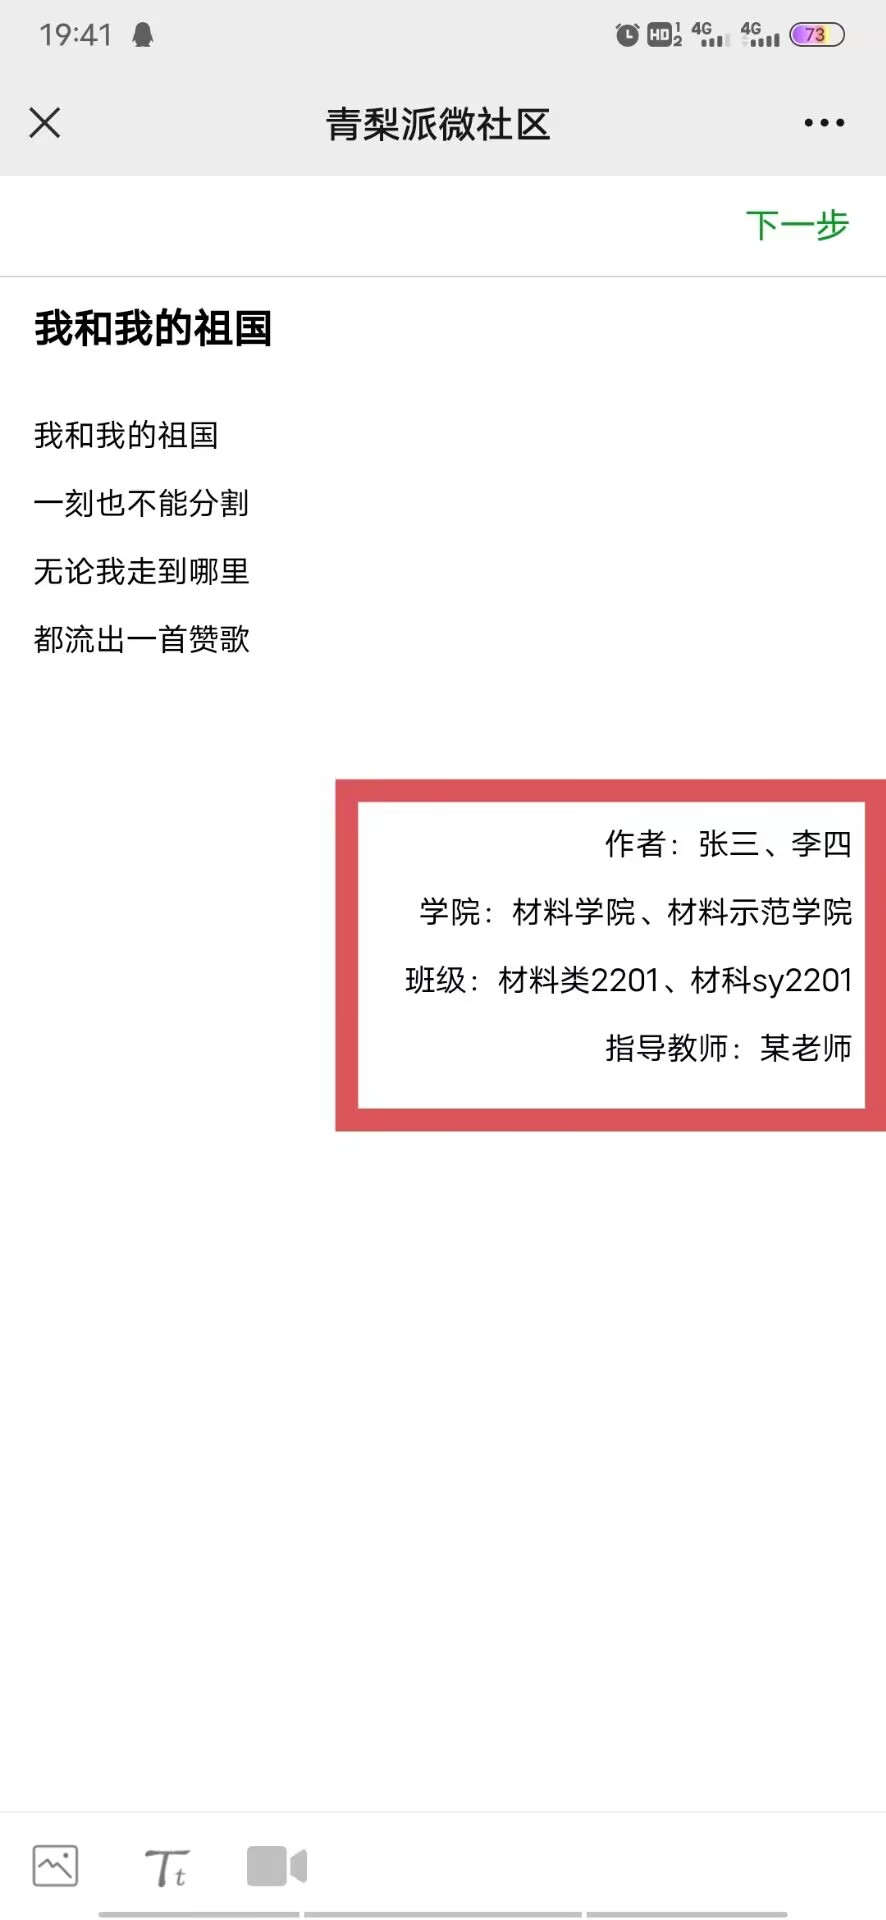 19:41 HD 1 2 4G 4G 73
青梨派微社区
下一步
我和我的祖国
我和我的祖国
一刻也不能分割
无论我走到哪里
都流出一首赞歌
作者：张三、李四
学院：材料学院、材料示范学院
班级：材料类2201、材科sy2201
指导教师：某老师
Tt